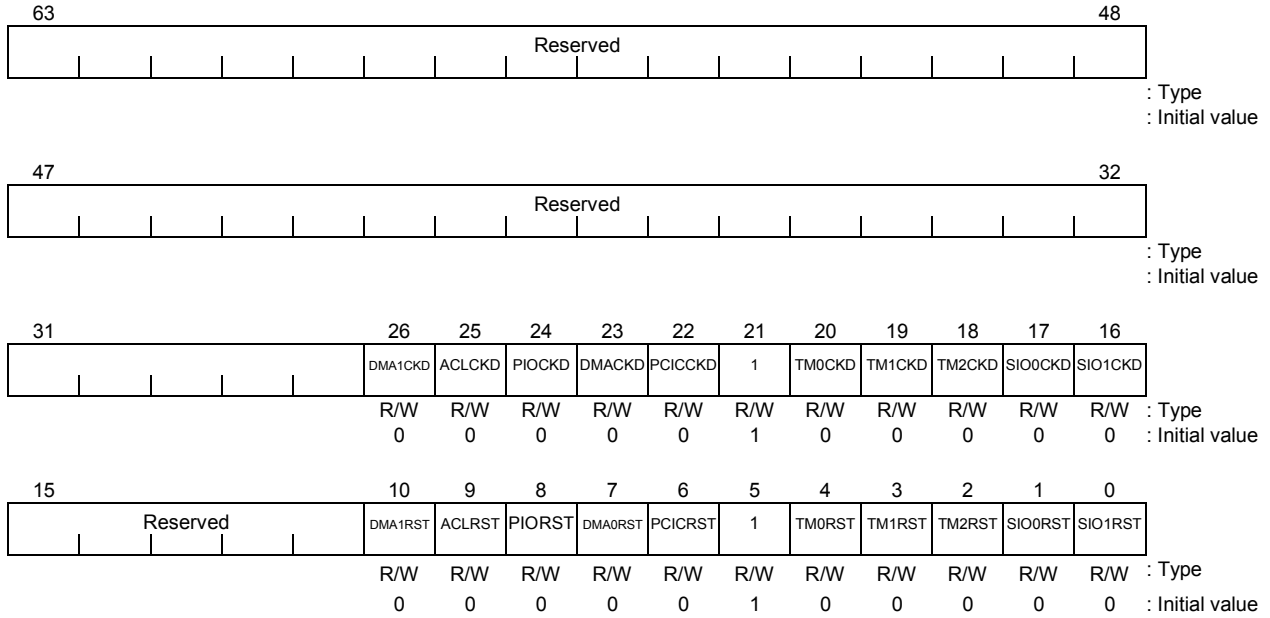 63 48
Reserved
: Type
: Initial value
47 32
Reserved
: Type
: Initial value
31 26 25 24 23 22 21 20 19 18 17 16
DMA1CKD ACLCKD PIOCKD DMACKD PCICCKD 1 TM0CKD TM1CKD TM2CKD SIO0CKD SIO1CKD
R/W R/W R/W R/W R/W R/W R/W R/W R/W R/W R/W : Type
0 0 0 0 0 1 0 0 0 0 0 : Initial value
15 10 9 8 7 6 5 4 3 2 1 0
Reserved DMA1RST ACLRST PIORST DMA0RST PCICRST 1 TM0RST TM1RST TM2RST SIO0RST SIO1RST
R/W R/W R/W R/W R/W R/W R/W R/W R/W R/W R/W : Type
0 0 0 0 0 1 0 0 0 0 0 : Initial value